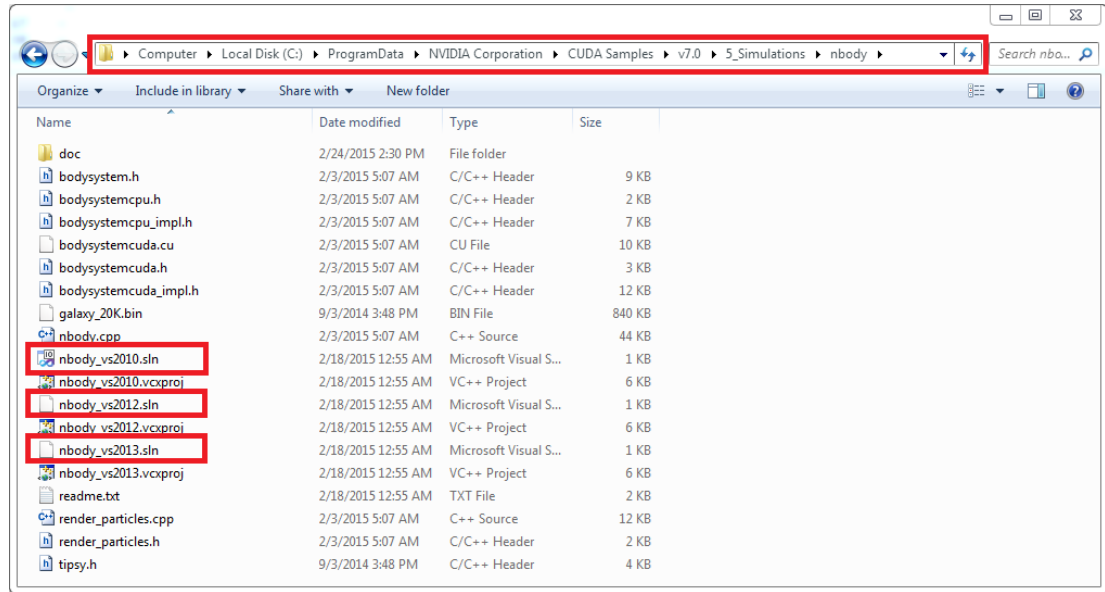 Computer Local Disk (C:) ProgramData NVIDIA Corporation CUDA Samples v7.0 5_Simulations nbody Search nbo...
Organize Include in library Share with New folder
Name Date modified Type Size
doc 2/24/2015 2:30 PM File folder
bodysystem.h 2/3/2015 5:07 AM C/C++ Header 9 KB
bodysystemcpu.h 2/3/2015 5:07 AM C/C++ Header 2 KB
bodysystemcpu_impl.h 2/3/2015 5:07 AM C/C++ Header 7 KB
bodysystemcuda.cu 2/3/2015 5:07 AM CU File 10 KB
bodysystemcuda.h 2/3/2015 5:07 AM C/C++ Header 3 KB
bodysystemcuda_impl.h 2/3/2015 5:07 AM C/C++ Header 12 KB
galaxy_20K.bin 9/3/2014 3:48 PM BIN File 840 KB
nbody.cpp 2/3/2015 5:07 AM C++ Source 44 KB
nbody_vs2010.sln 2/18/2015 12:55 AM Microsoft Visual S... 1 KB
nbody_vs2010.vcxproj 2/18/2015 12:55 AM VC++ Project 6 KB
nbody_vs2012.sln 2/18/2015 12:55 AM Microsoft Visual S... 1 KB
nbody_vs2012.vcxproj 2/18/2015 12:55 AM VC++ Project 6 KB
nbody_vs2013.sln 2/18/2015 12:55 AM Microsoft Visual S... 1 KB
nbody_vs2013.vcxproj 2/18/2015 12:55 AM VC++ Project 6 KB
readme.txt 2/18/2015 12:55 AM TXT File 2 KB
render_particles.cpp 2/3/2015 5:07 AM C++ Source 12 KB
render_particles.h 2/3/2015 5:07 AM C/C++ Header 2 KB
tipsy.h 9/3/2014 3:48 PM C/C++ Header 4 KB